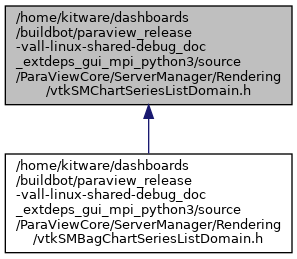 /home/kitware/dashboards
/buildbot/paraview_release
-vall-linux-shared-debug_doc
_extdeps_gui_mpi_python3/source
/ParaViewCore/ServerManager/Rendering
/vtkSMChartSeriesListDomain.h
/home/kitware/dashboards
/buildbot/paraview_release
-vall-linux-shared-debug_doc
_extdeps_gui_mpi_python3/source
/ParaViewCore/ServerManager/Rendering
/vtkSMBagChartSeriesListDomain.h